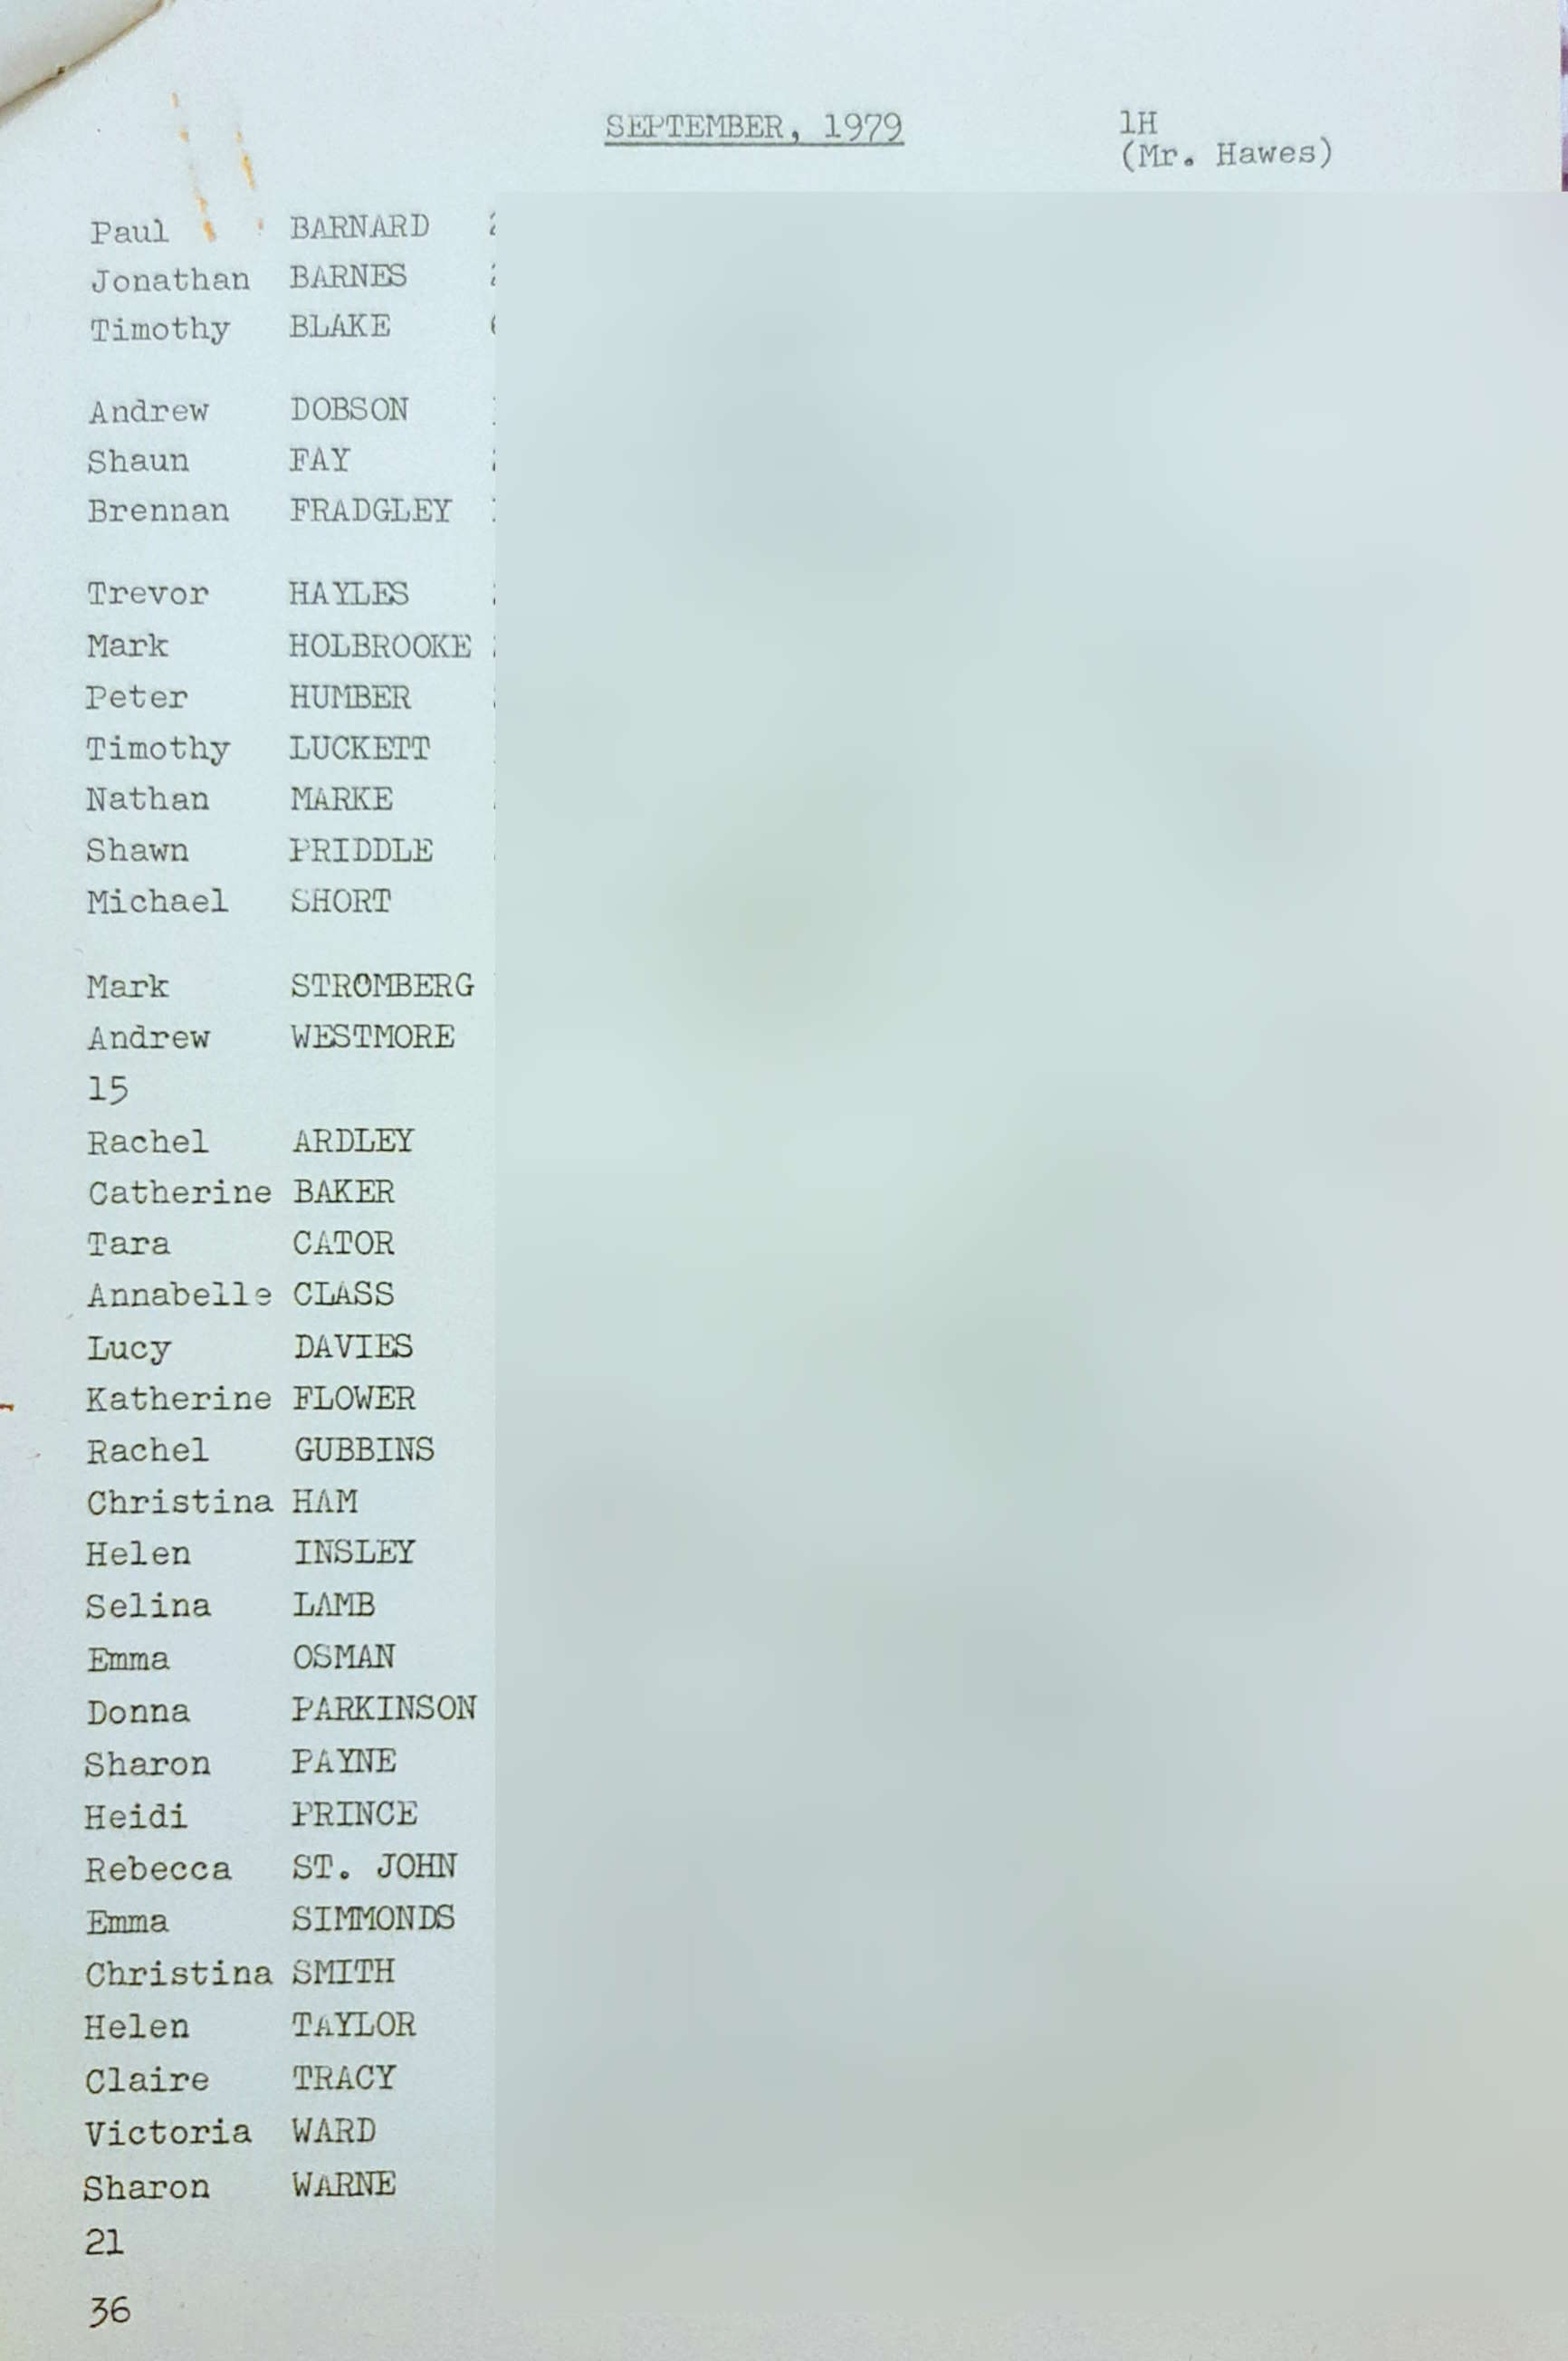 SEPTEMBER, 1979 1H
(Mr. Hawes)
Paul BARNARD
Jonathan BARNES
Timothy BLAKE
Andrew DOBSON
Shaun FAY
Brennan FRADGLEY
Trevor HAYLES
Mark HOLBROOKE
Peter HUMBER
Timothy LUCKETT
Nathan MARKE
Shawn PRIDDLE
Michael SHORT
Mark STROMBERG
Andrew WESTMORE
15
Rachel ARDLEY
Catherine BAKER
Tara CATOR
Annabelle CLASS
Lucy DAVIES
Katherine FLOWER
Rachel GUBBINS
Christina HAM
Helen INSLEY
Selina LAMB
Emma OSMAN
Donna PARKINSON
Sharon PAYNE
Heidi PRINCE
Rebecca ST. JOHN
Emma SIMMONDS
Christina SMITH
Helen TAYLOR
Claire TRACY
Victoria WARD
Sharon WARNE
21
36